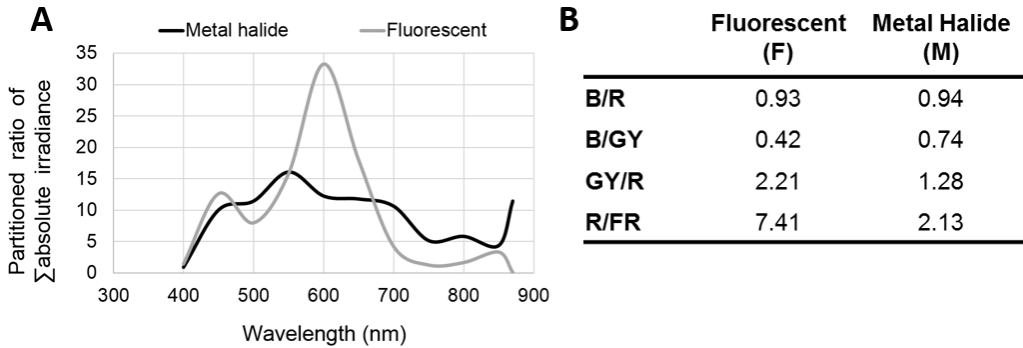 A
Metal halide
Fluorescent
Partitioned ratio of
∑absolute irradiance
35
30
25
20
15
10
5
0
300 400 500 600 700 800 900
Wavelength (nm)
B
Fluorescent (F) Metal Halide (M)
B/R 0.93 0.94
B/GY 0.42 0.74
GY/R 2.21 1.28
R/FR 7.41 2.13